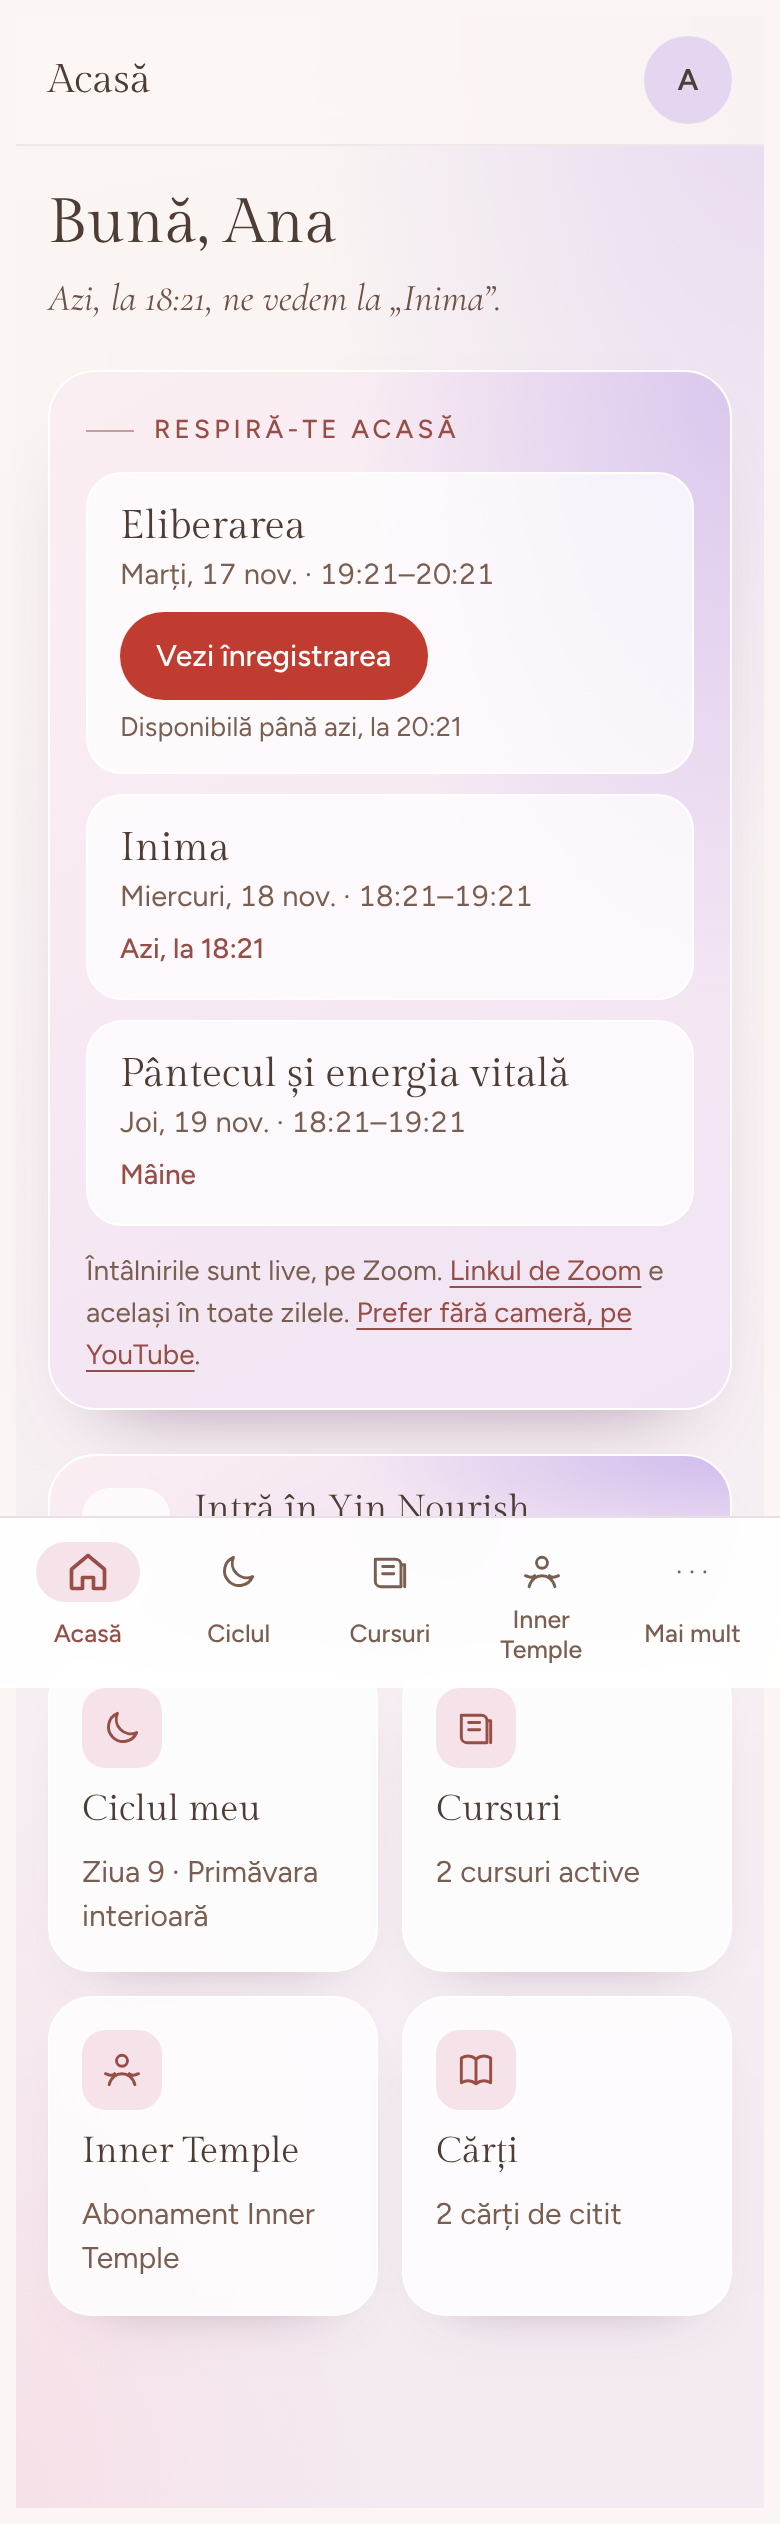 Acasă
A
Bună, Ana
Azi, la 18:21, ne vedem la „Inima”.
RESPIRĂ-TE ACASĂ
Eliberarea
Marți, 17 nov. · 19:21–20:21
Vezi înregistrarea
Disponibilă până azi, la 20:21
Inima
Miercuri, 18 nov. · 18:21–19:21
Azi, la 18:21
Pântecul și energia vitală
Joi, 19 nov. · 18:21–19:21
Mâine
Întâlnirile sunt live, pe Zoom. Linkul de Zoom e
același în toate zilele. Prefer fără cameră, pe
YouTube.
Intră în Yin Nourish
Acasă
Ciclul
Cursuri
Inner
Temple
Mai mult
Ciclul meu
Ziua 9 · Primăvara
interioară
Cursuri
2 cursuri active
Inner Temple
Abonament Inner
Temple
Cărți
2 cărți de citit